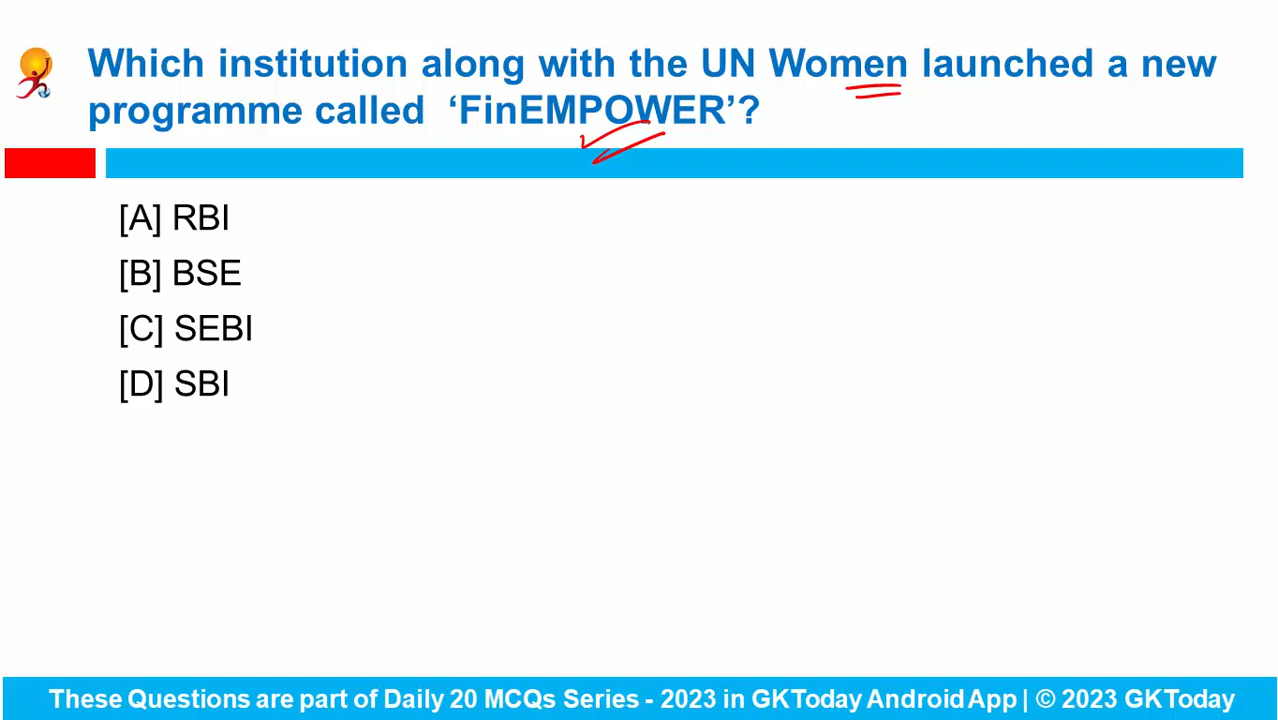 Which institution along with the UN Women launched a new
programme called ‘FinEMPOWER’?
[A] RBI
[B] BSE
[C] SEBI
[D] SBI
These Questions are part of Daily 20 MCQs Series - 2023 in GKToday Android App | © 2023 GKToday